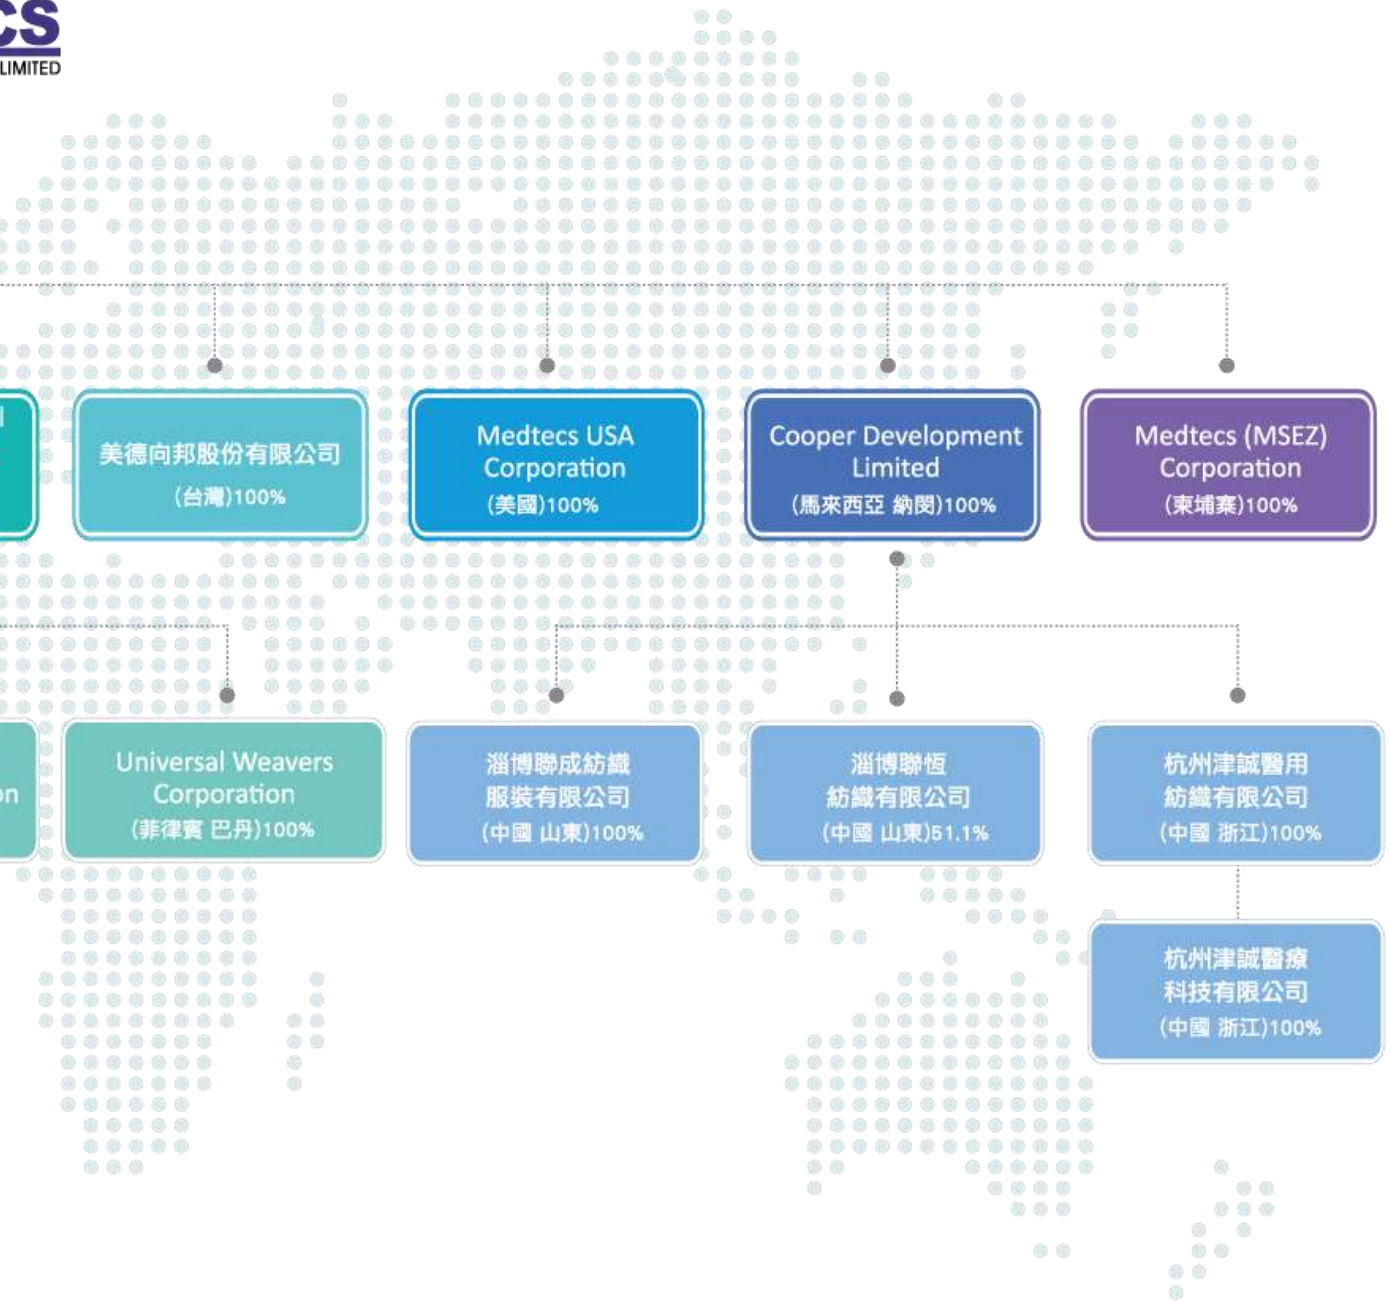 CS
LIMITED
美德向邦股份有限公司
(台灣)100%
Medtecs USA
Corporation
(美國)100%
Cooper Development
Limited
(馬來西亞 納閩)100%
Medtecs (MSEZ)
Corporation
(柬埔寨)100%
on
Universal Weavers
Corporation
(菲律賓 巴丹)100%
淄博聯成紡織
服裝有限公司
(中國 山東)100%
淄博聯恆
紡織有限公司
(中國 山東)51.1%
杭州津誠醫用
紡織有限公司
(中國 浙江)100%
杭州津誠醫療
科技有限公司
(中國 浙江)100%